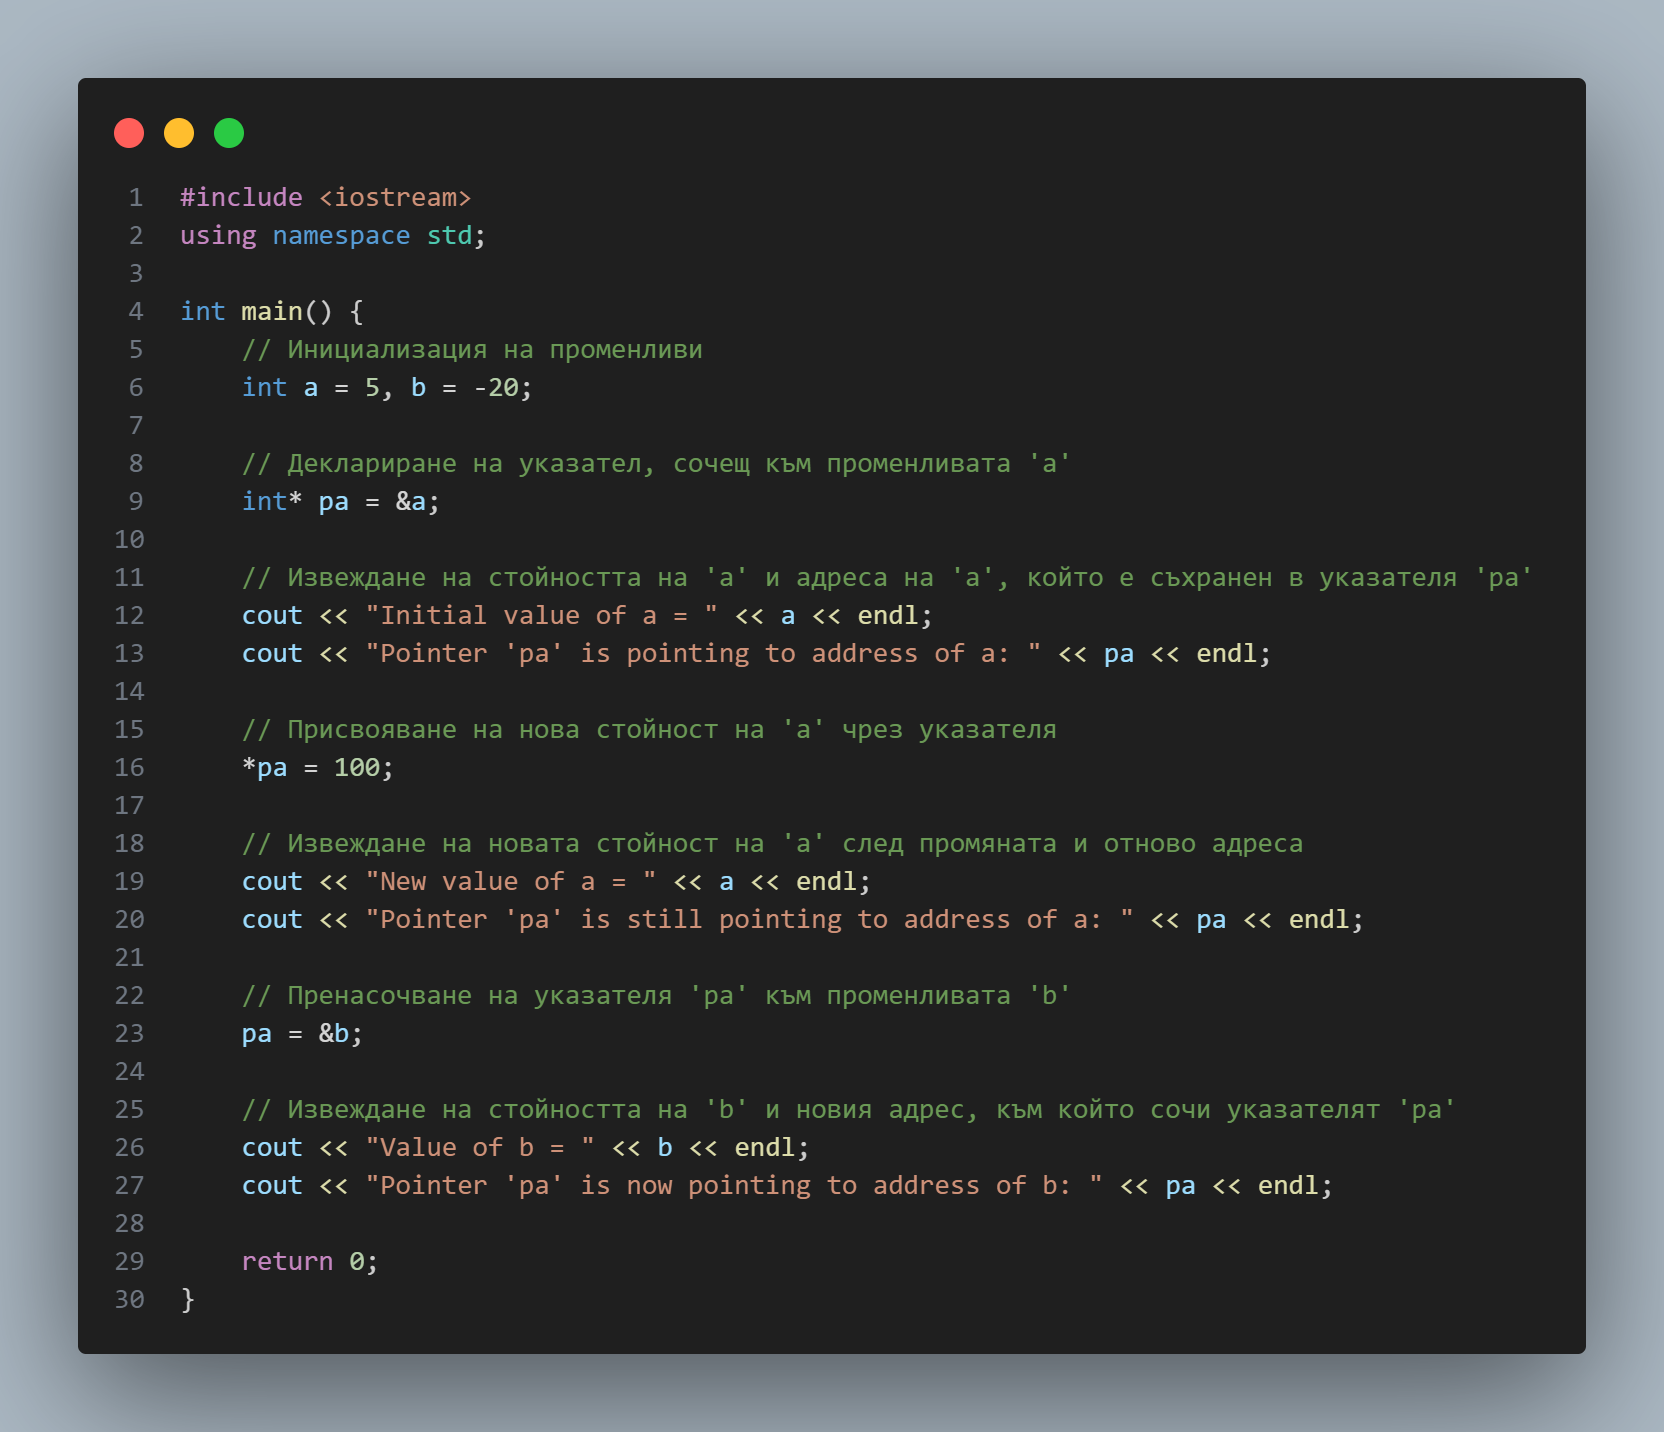 1 #include <iostream>
2 using namespace std;
3
4 int main() {
5     // Инициализация на променливи
6     int a = 5, b = -20;
7
8     // Деклариране на указател, сочещ към променливата 'a'
9     int* pa = &a;
10
11     // Извеждане на стойността на 'a' и адреса на 'a', който е съхранен в указателя 'pa'
12     cout << "Initial value of a = " << a << endl;
13     cout << "Pointer 'pa' is pointing to address of a: " << pa << endl;
14
15     // Присвояване на нова стойност на 'a' чрез указателя
16     *pa = 100;
17
18     // Извеждане на новата стойност на 'a' след промяната и отново адреса
19     cout << "New value of a = " << a << endl;
20     cout << "Pointer 'pa' is still pointing to address of a: " << pa << endl;
21
22     // Пренасочване на указателя 'pa' към променливата 'b'
23     pa = &b;
24
25     // Извеждане на стойността на 'b' и новия адрес, към който сочи указателят 'pa'
26     cout << "Value of b = " << b << endl;
27     cout << "Pointer 'pa' is now pointing to address of b: " << pa << endl;
28
29     return 0;
30 }